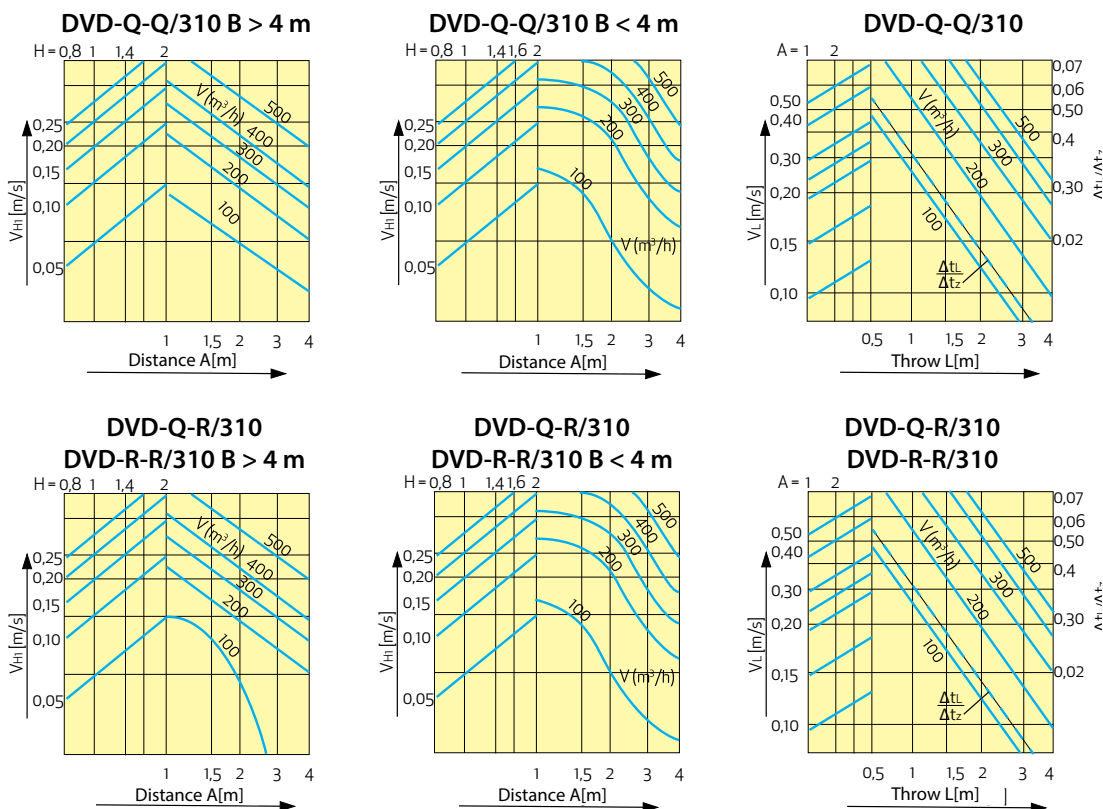 DVD-Q-Q/310 B > 4 m
H = 0,8 1 1,4 2
V(m³/h)
500
400
300
200
100
0,25
0,20
0,15
0,10
0,05
VH1 [m/s]
1 1,5 2 3 4
Distance A[m]
DVD-Q-Q/310 B < 4 m
H = 0,8 1 1,4 1,6 2
500
400
300
200
100
V (m³/h)
0,25
0,20
0,15
0,10
0,05
VH1 [m/s]
1 1,5 2 3 4
Distance A[m]
DVD-Q-Q/310
A = 1 2
V(m³/h)
500
300
200
100
ΔtL
Δtz
0,50
0,40
0,30
0,20
0,15
0,10
VL [m/s]
0,07
0,06
0,50
0,4
0,30
0,02
ΔtL/Δtz
0,5 1 1,5 2 3 4
Throw L[m]
DVD-Q-R/310
DVD-R-R/310 B > 4 m
H = 0,8 1 1,4 2
V(m³/h)
500
400
300
200
100
0,25
0,20
0,15
0,10
0,05
VH1 [m/s]
1 1,5 2 3 4
Distance A[m]
DVD-Q-R/310
DVD-R-R/310 B < 4 m
H = 0,8 1 1,4 1,6 2
500
400
300
200
100
V (m³/h)
0,25
0,20
0,15
0,10
0,05
VH1 [m/s]
1 1,5 2 3 4
Distance A[m]
DVD-Q-R/310
DVD-R-R/310
A = 1 2
V(m³/h)
500
300
200
100
ΔtL
Δtz
0,50
0,40
0,30
0,20
0,15
0,10
VL [m/s]
0,07
0,06
0,50
0,4
0,30
0,02
ΔtL/Δtz
0,5 1 1,5 2 3 4
Throw L[m]